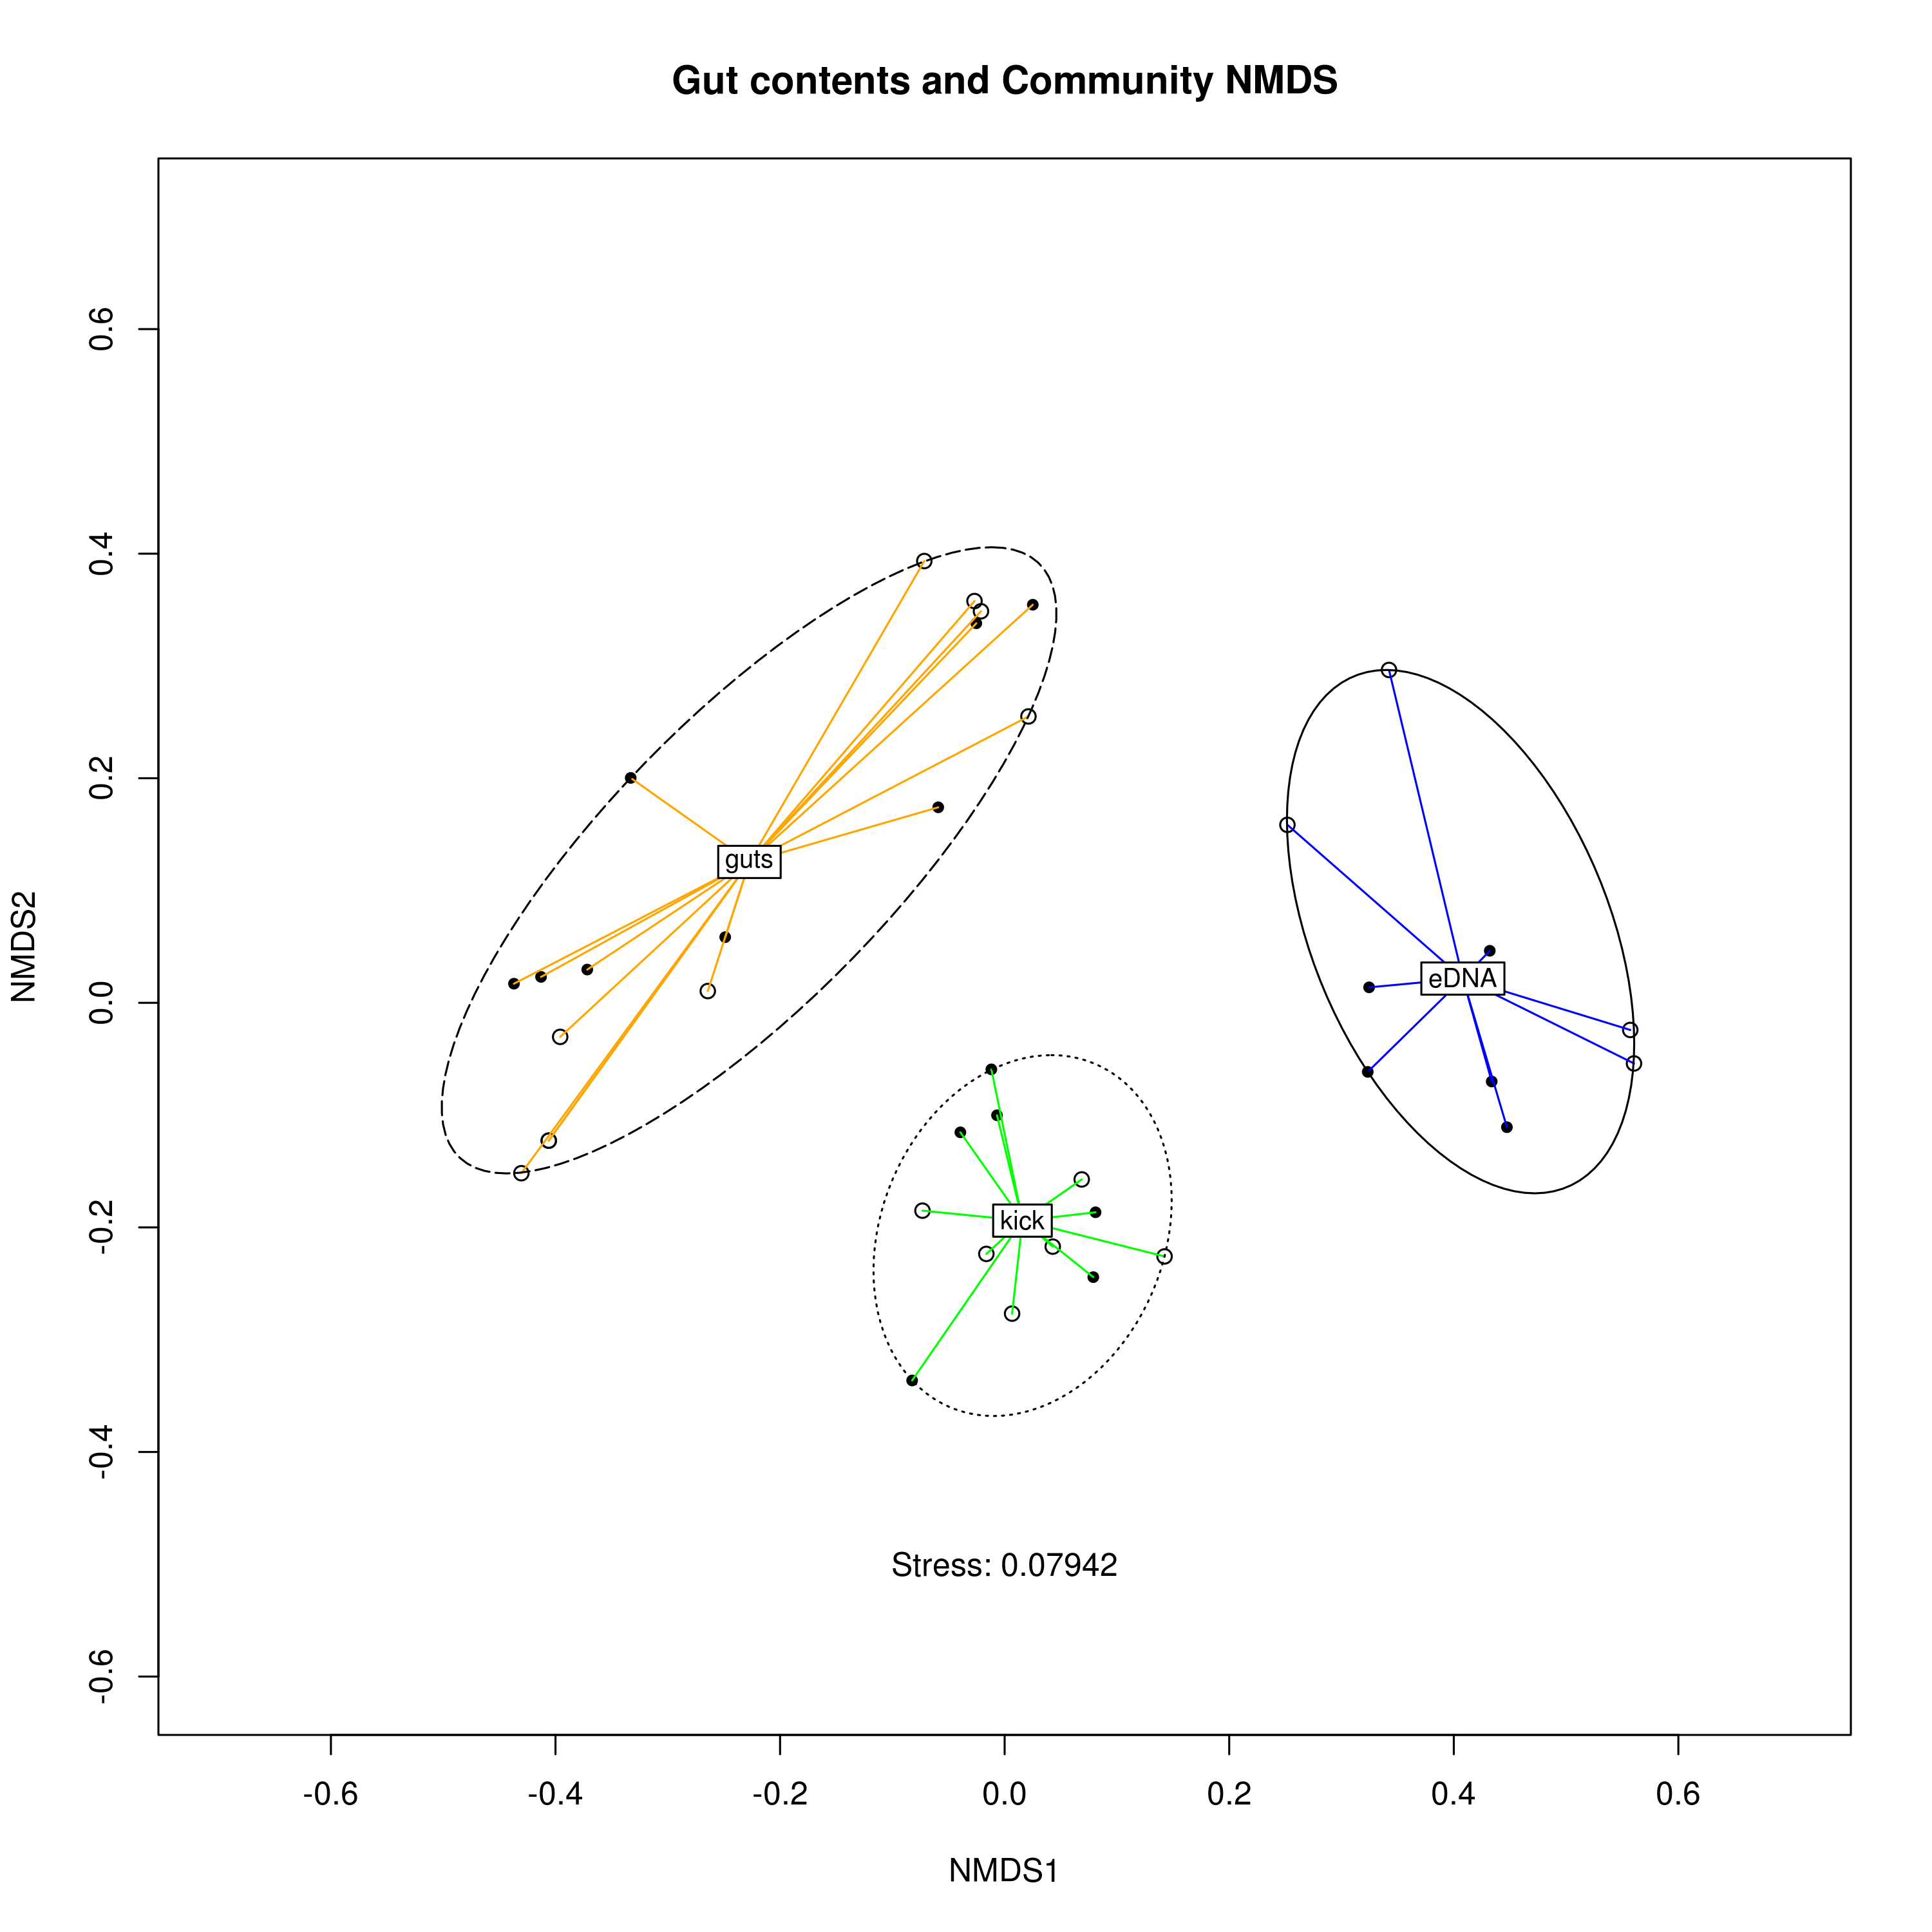 Gut contents and Community NMDS
NMDS2
0.6
0.4
0.2
0.0
-0.2
-0.4
-0.6
guts
eDNA
kick
Stress: 0.07942
-0.6 -0.4 -0.2 0.0 0.2 0.4 0.6
NMDS1